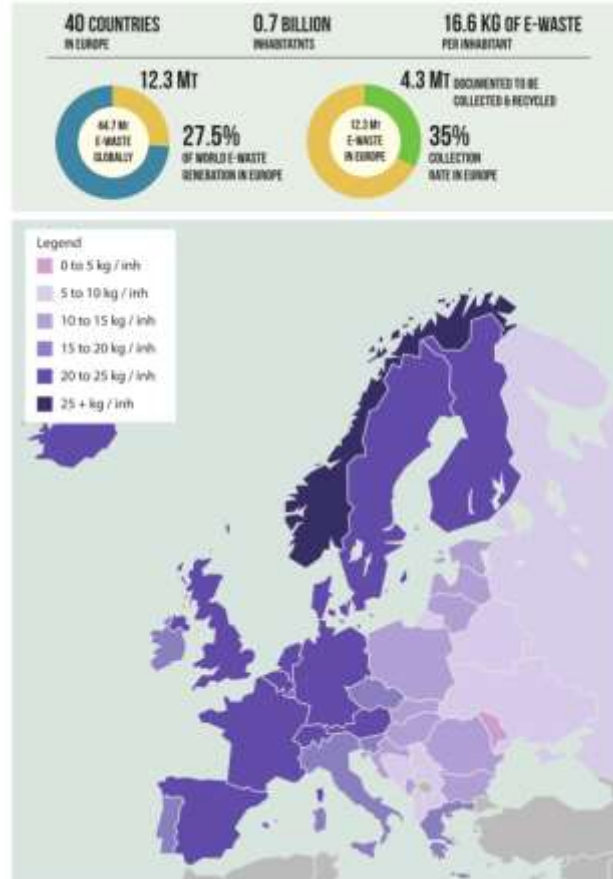 40 COUNTRIES
IN EUROPE
0.7 BILLION
INHABITATNTS
16.6 KG OF E-WASTE
PER INHABITANT
12.3 MT
44.7 Mt
E-WASTE
GLOBALLY
27.5%
OF WORLD E-WASTE
GENERATION IN EUROPE
4.3 MT DOCUMENTED TO BE
COLLECTED & RECYCLED
12.3 Mt
E-WASTE
IN EUROPE
35%
COLLECTION
RATE IN EUROPE
Legend
0 to 5 kg / inh
5 to 10 kg / inh
10 to 15 kg / inh
15 to 20 kg / inh
20 to 25 kg / inh
25 + kg / inh